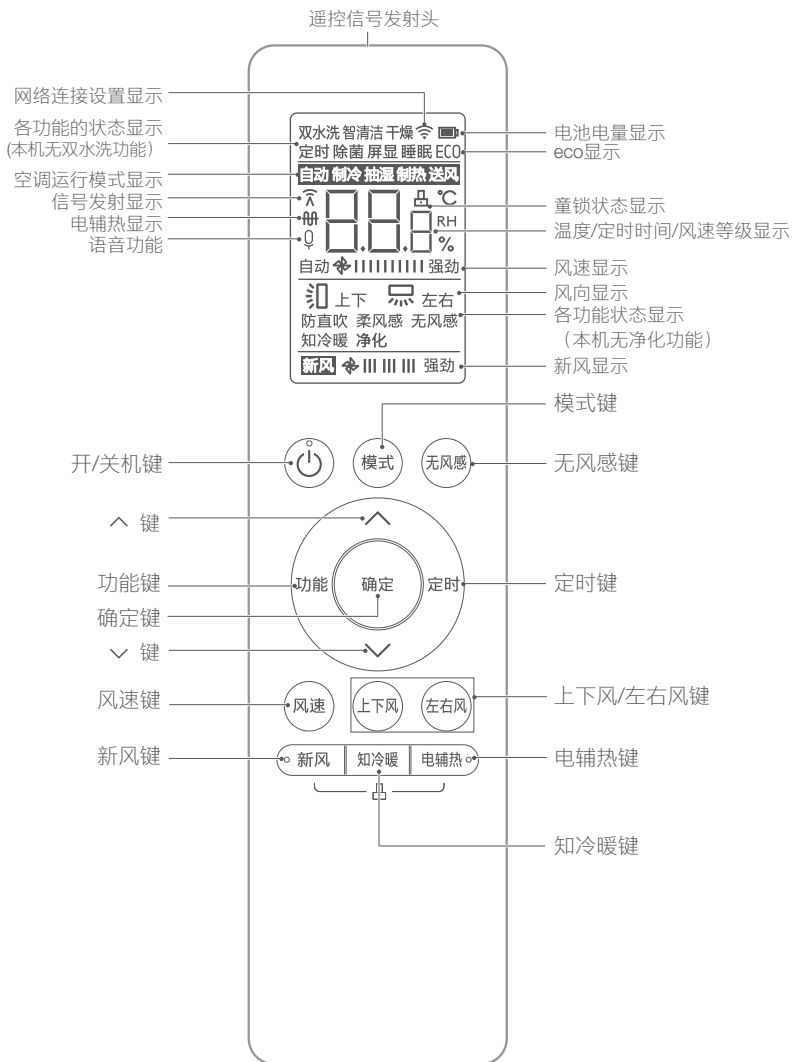 遥控信号发射头
网络连接设置显示
各功能的状态显示
(本机无双水洗功能)
空调运行模式显示
信号发射显示
电辅热显示
语音功能
双水洗 智清洁 干燥
定时 除菌 屏显 睡眠 ECO
自动 制冷 抽湿 制热 送风
88.8
℃
RH
%
自动 强劲
上下 左右
防直吹 柔风感 无风感
知冷暖 净化
新风 强劲
电池电量显示
eco显示
童锁状态显示
温度/定时时间/风速等级显示
风速显示
风向显示
各功能状态显示
(本机无净化功能)
新风显示
模式键
开/关机键
模式
无风感
无风感键
键
功能键
功能
确定
定时
定时键
确定键
键
风速键
风速
上下风
左右风
上下风/左右风键
新风键
新风
知冷暖
电辅热
电辅热键
知冷暖键